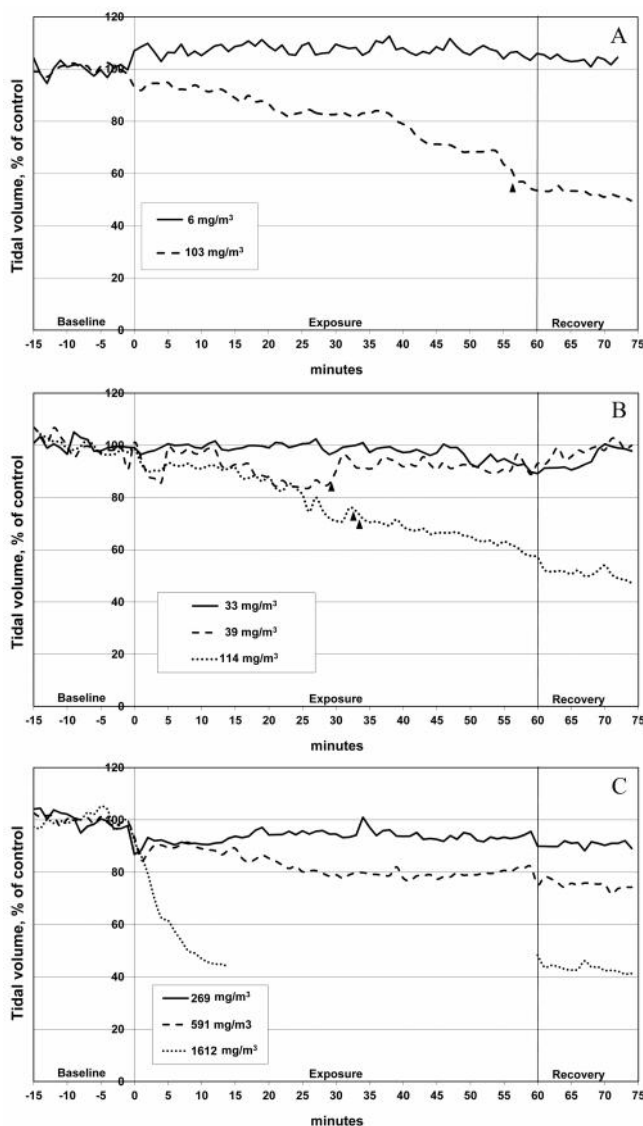 A
120
100
80
60
40
20
0
Tidal volume, % of control
6 mg/m³
103 mg/m³
Baseline Exposure Recovery
-15 -10 -5 0 5 10 15 20 25 30 35 40 45 50 55 60 65 70 75
minutes
B
120
100
80
60
40
20
0
Tidal volume, % of control
33 mg/m³
39 mg/m³
114 mg/m³
Baseline Exposure Recovery
-15 -10 -5 0 5 10 15 20 25 30 35 40 45 50 55 60 65 70 75
minutes
C
120
100
80
60
40
20
0
Tidal volume, % of control
269 mg/m³
591 mg/m3
1612 mg/m³
Baseline Exposure Recovery
-15 -10 -5 0 5 10 15 20 25 30 35 40 45 50 55 60 65 70 75
minutes